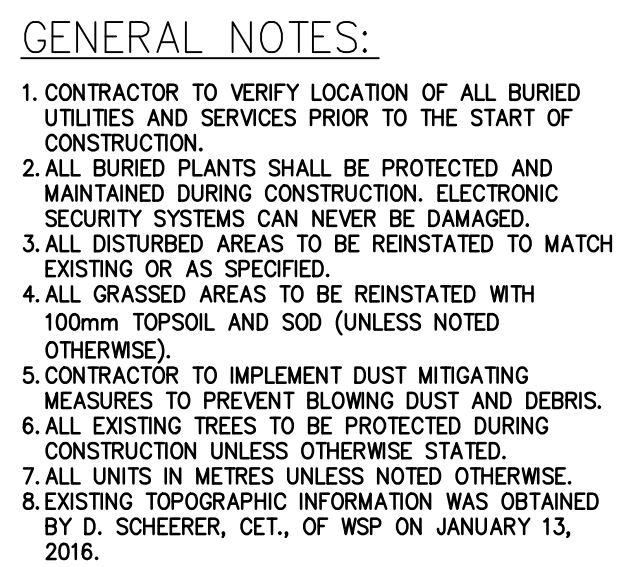 GENERAL NOTES:
1. CONTRACTOR TO VERIFY LOCATION OF ALL BURIED
UTILITIES AND SERVICES PRIOR TO THE START OF
CONSTRUCTION.
2. ALL BURIED PLANTS SHALL BE PROTECTED AND
MAINTAINED DURING CONSTRUCTION. ELECTRONIC
SECURITY SYSTEMS CAN NEVER BE DAMAGED.
3. ALL DISTURBED AREAS TO BE REINSTATED TO MATCH
EXISTING OR AS SPECIFIED.
4. ALL GRASSED AREAS TO BE REINSTATED WITH
100mm TOPSOIL AND SOD (UNLESS NOTED
OTHERWISE).
5. CONTRACTOR TO IMPLEMENT DUST MITIGATING
MEASURES TO PREVENT BLOWING DUST AND DEBRIS.
6. ALL EXISTING TREES TO BE PROTECTED DURING
CONSTRUCTION UNLESS OTHERWISE STATED.
7. ALL UNITS IN METRES UNLESS NOTED OTHERWISE.
8. EXISTING TOPOGRAPHIC INFORMATION WAS OBTAINED
BY D. SCHEERER, CET., OF WSP ON JANUARY 13,
2016.